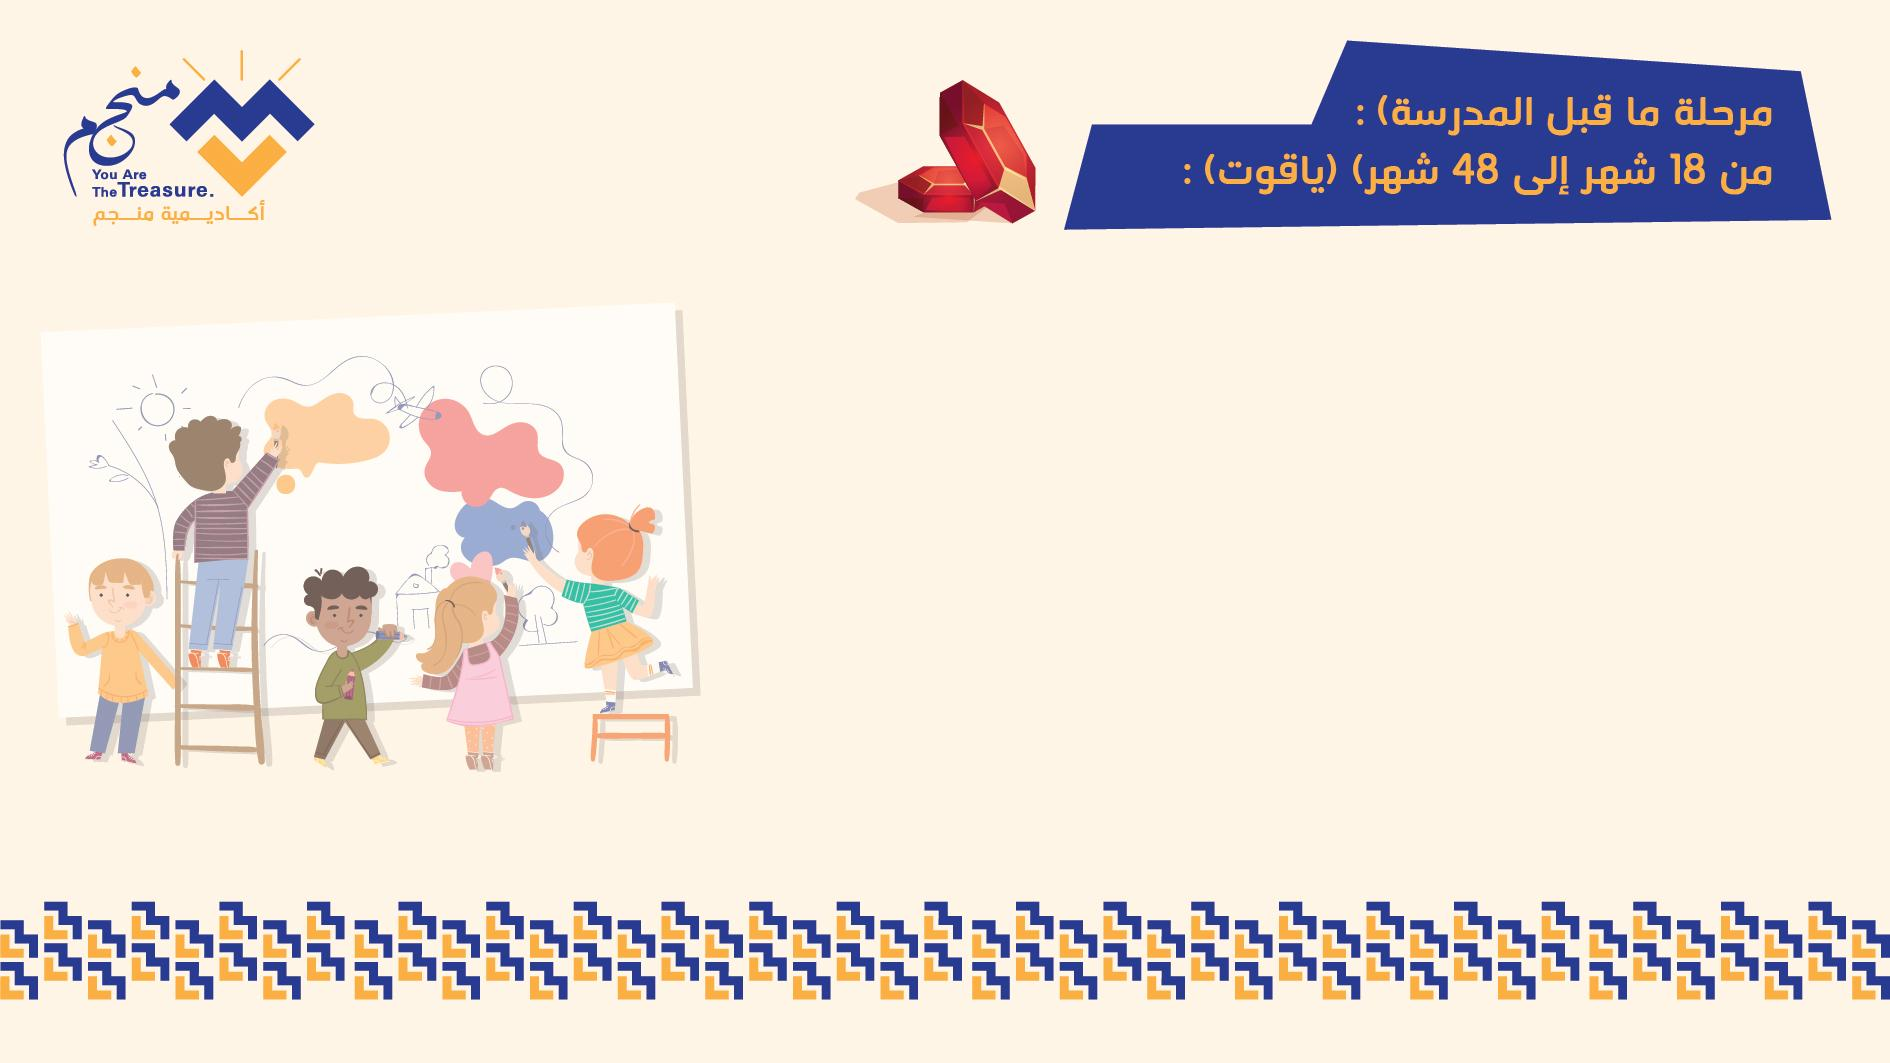 مرحلة ما قبل المدرسة) :
من 18 شهر إلى 48 شهر) (ياقوت) :
منجم
You Are
The Treasure.
أكـاديـمية منـجم